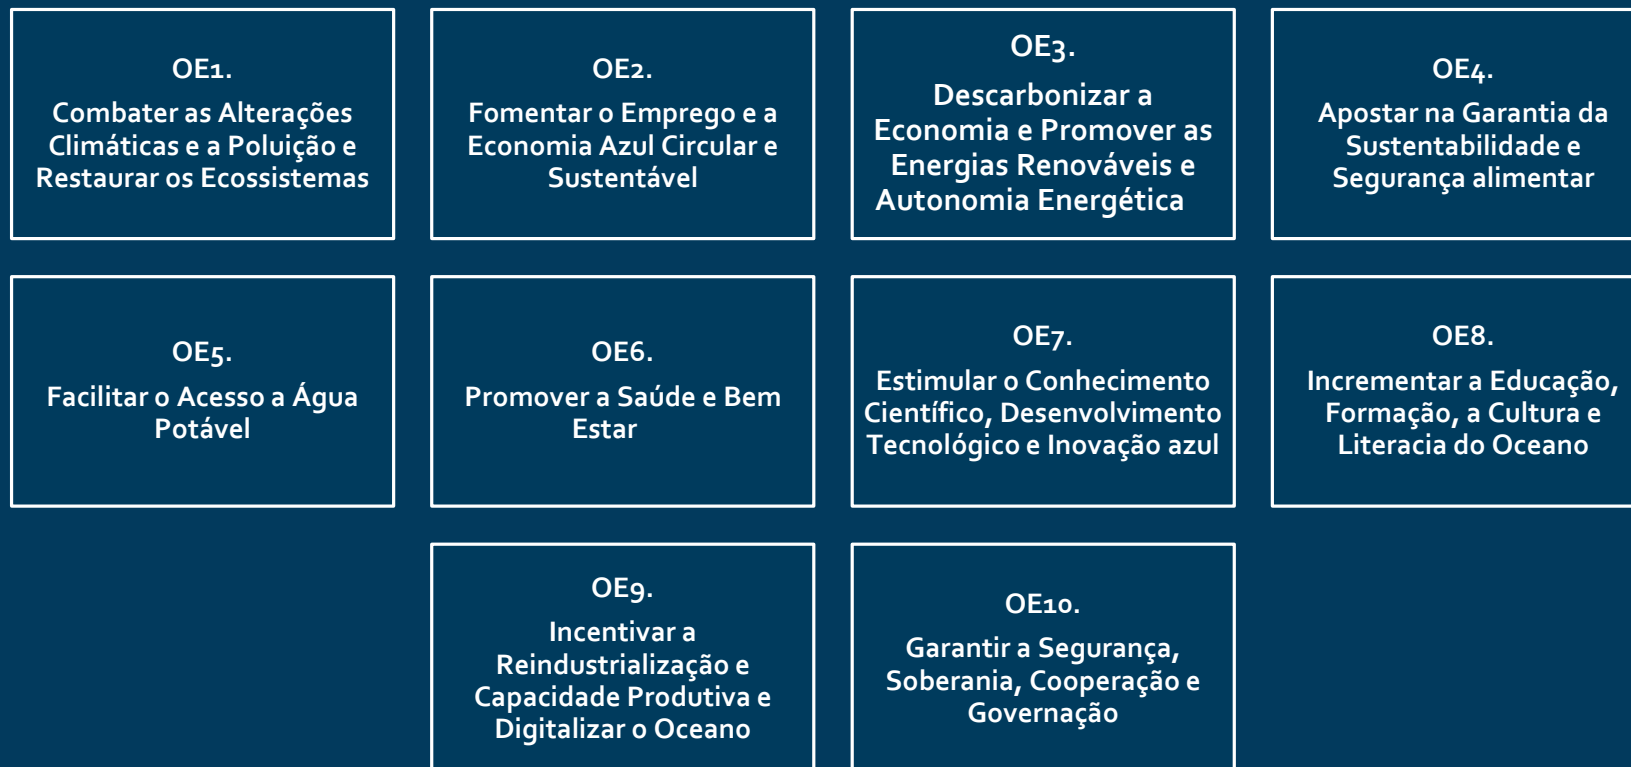 OE1.
Combater as Alterações
Climáticas e a Poluição e
Restaurar os Ecossistemas
OE2.
Fomentar o Emprego e a
Economia Azul Circular e
Sustentável
OE3.
Descarbonizar a
Economia e Promover as
Energias Renováveis e
Autonomia Energética
OE4.
Apostar na Garantia da
Sustentabilidade e
Segurança alimentar
OE5.
Facilitar o Acesso a Água
Potável
OE6.
Promover a Saúde e Bem
Estar
OE7.
Estimular o Conhecimento
Científico, Desenvolvimento
Tecnológico e Inovação azul
OE8.
Incrementar a Educação,
Formação, a Cultura e
Literacia do Oceano
OE9.
Incentivar a
Reindustrialização e
Capacidade Produtiva e
Digitalizar o Oceano
OE10.
Garantir a Segurança,
Soberania, Cooperação e
Governação